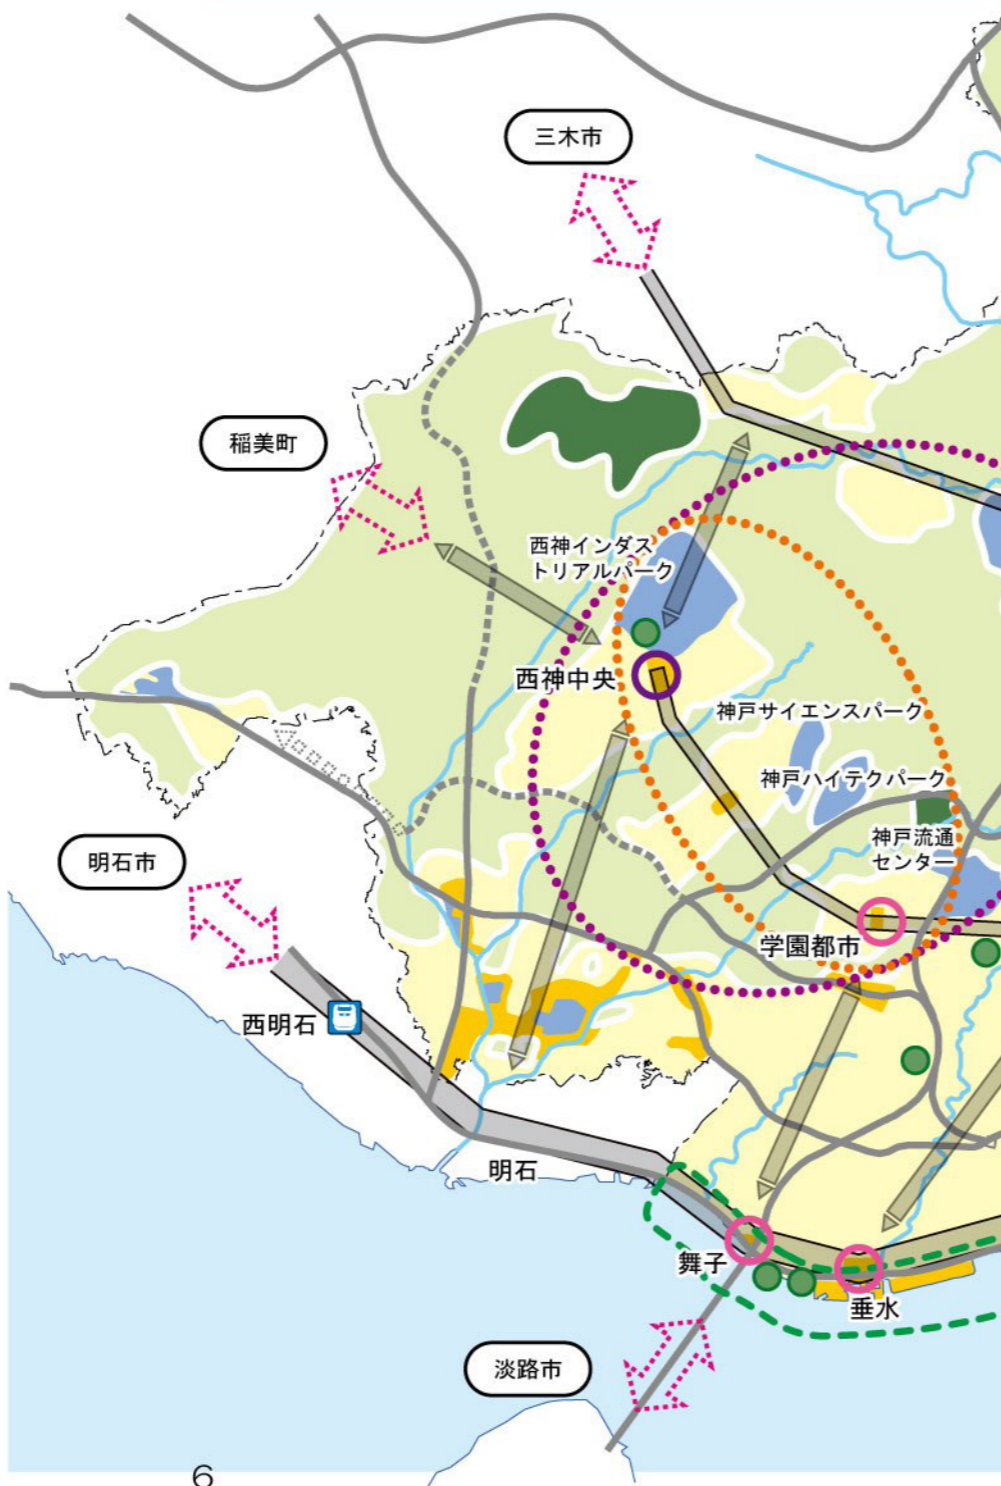 三木市
稲美町
西神インダス
トリアルパーク
西神中央
神戸サイエンスパーク
神戸ハイテクパーク
神戸流通
センター
明石市
学園都市
西明石
明石
舞子
垂水
淡路市
6